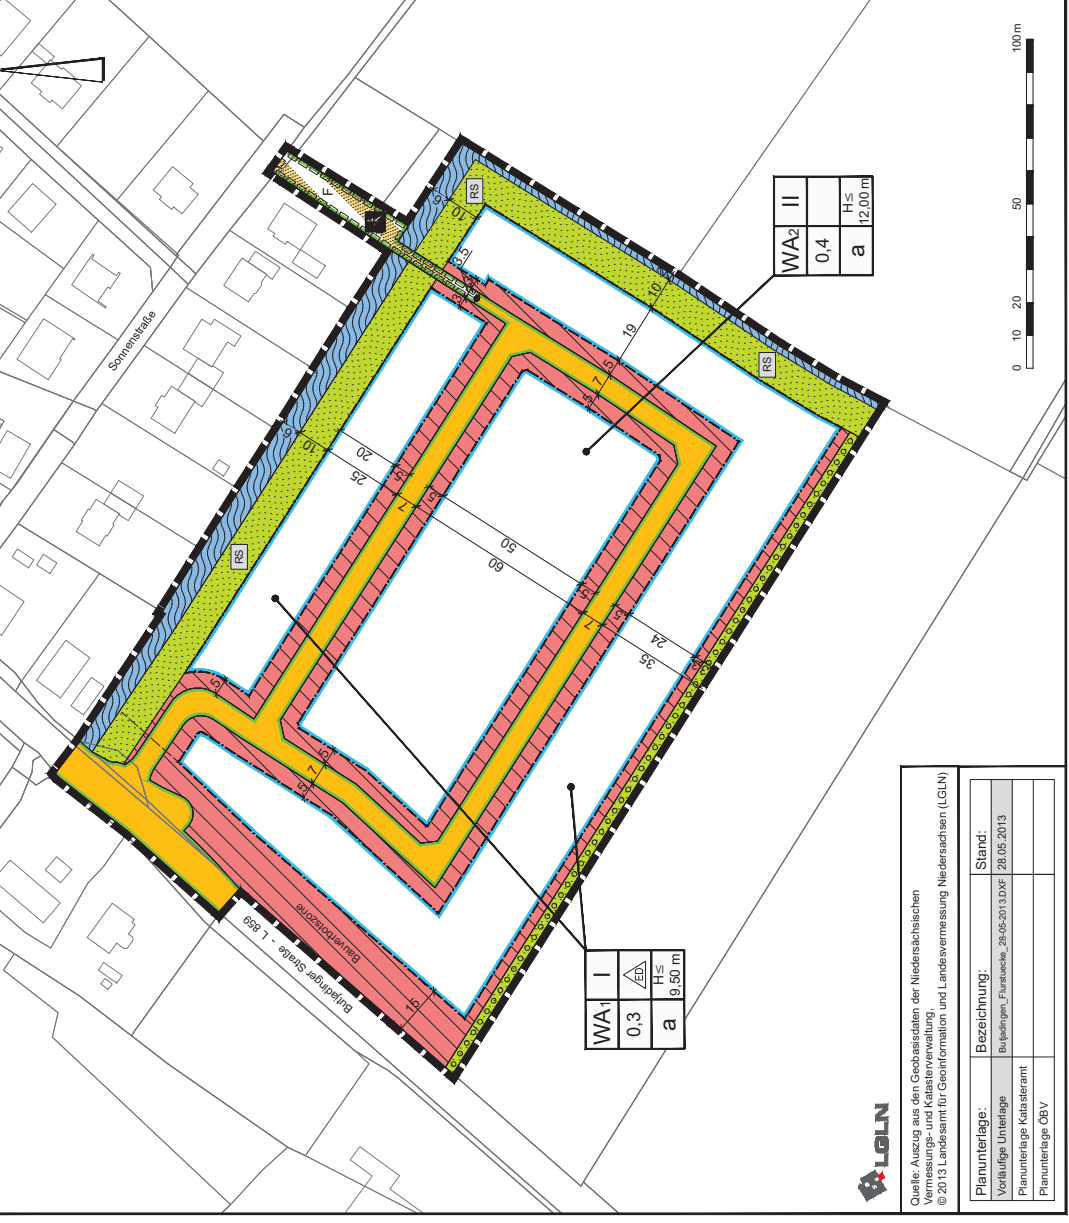 Sonnenstraße
F
RS
RS
RS
6
10
20
25
5
7
5
50
60
5
7
5
24
35
6
10
3,5
3
10
19
5
7
5
5
5
7
5
15
Bauverbotszone
Butjadinger Straße - L 859
WA2 II
0,4
a H≤ 12,00 m
WA1 I
0,3 ED
a H≤ 9,50 m
0 10 20 50 100 m
LGLN
Quelle: Auszug aus den Geobasisdaten der Niedersächsischen
Vermessungs- und Katasterverwaltung,
© 2013 Landesamt für Geoinformation und Landesvermessung Niedersachsen (LGLN)
Planunterlage: Bezeichnung: Stand:
Vorläufige Unterlage Butjadingen_Flurstuecke_28-05-2013.DXF 28.05.2013
Planunterlage Katasteramt
Planunterlage ÖBV